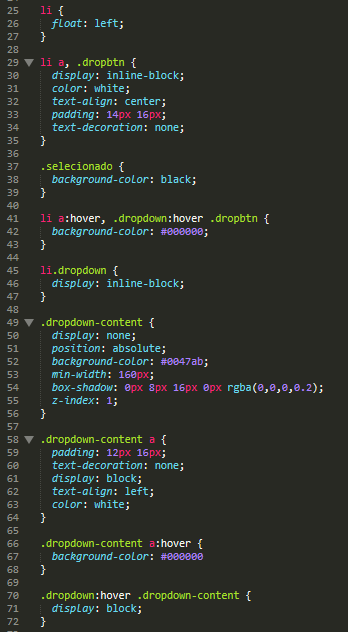 25 li {
26 float: left;
27 }
28
29 li a, .dropbtn {
30 display: inline-block;
31 color: white;
32 text-align: center;
33 padding: 14px 16px;
34 text-decoration: none;
35 }
36
37 .selecionado {
38 background-color: black;
39 }
40
41 li a:hover, .dropdown:hover .dropbtn {
42 background-color: #000000;
43 }
44
45 li.dropdown {
46 display: inline-block;
47 }
48
49 .dropdown-content {
50 display: none;
51 position: absolute;
52 background-color: #0047ab;
53 min-width: 160px;
54 box-shadow: 0px 8px 16px 0px rgba(0,0,0,0.2);
55 z-index: 1;
56 }
57
58 .dropdown-content a {
59 padding: 12px 16px;
60 text-decoration: none;
61 display: block;
62 text-align: left;
63 color: white;
64 }
65
66 .dropdown-content a:hover {
67 background-color: #000000
68 }
69
70 .dropdown:hover .dropdown-content {
71 display: block;
72 }